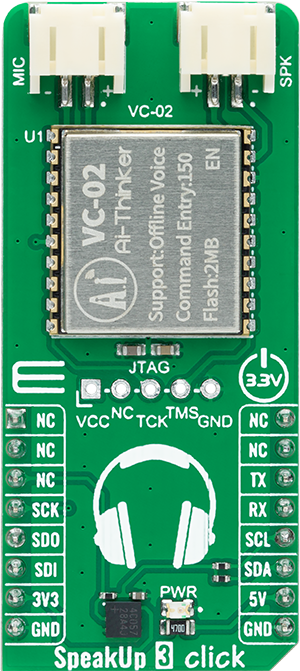 MIC
SPK
- +
- +
VC-02
U1
Ai
VC-02
Ai-Thinker
Support:Offline Voice
Command Entry:150
Flash:2MB
EN
JTAG
3.3V
VCC NC TCK TMS GND
NC NC
NC NC
NC TX
SCK RX
SDO SCL
SDI SDA
3V3 5V
GND GND
PWR
SpeakUp 3 click